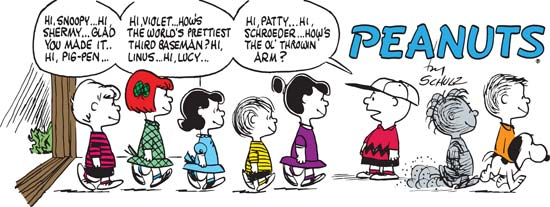 HI, SNOOPY...HI,
SHERMY...GLAD
YOU MADE IT..
HI, PIG-PEN...
HI, VIOLET...HOW'S
THE WORLD'S PRETTIEST
THIRD BASEMAN? HI,
LINUS...HI, LUCY...
HI, PATTY...HI,
SCHROEDER...HOW'S
THE OL' THROWIN'
ARM?
PEANUTS®
by
SCHULZ